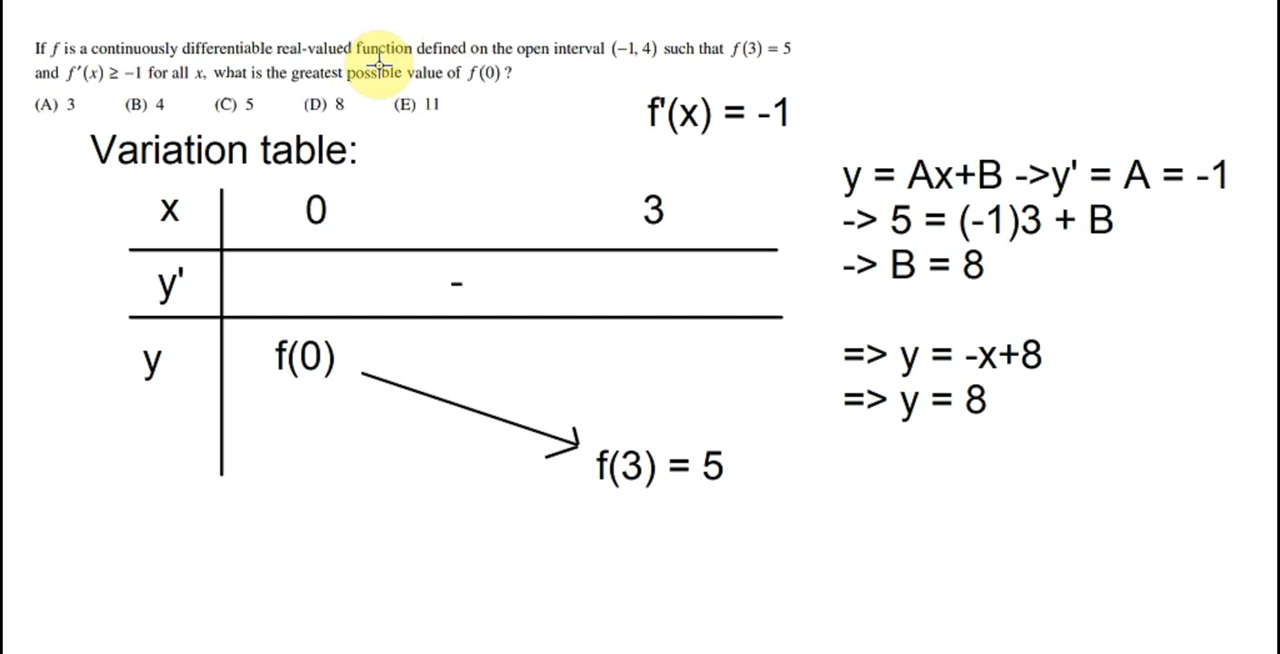 If f is a continuously differentiable real-valued function defined on the open interval (−1, 4) such that f(3) = 5
and f′(x) ≥ −1 for all x, what is the greatest possible value of f(0) ?
(A) 3 (B) 4 (C) 5 (D) 8 (E) 11
f'(x) = -1
Variation table:
x 0 3
y' -
y f(0)
f(3) = 5
y = Ax+B ->y' = A = -1
-> 5 = (-1)3 + B
-> B = 8
=> y = -x+8
=> y = 8